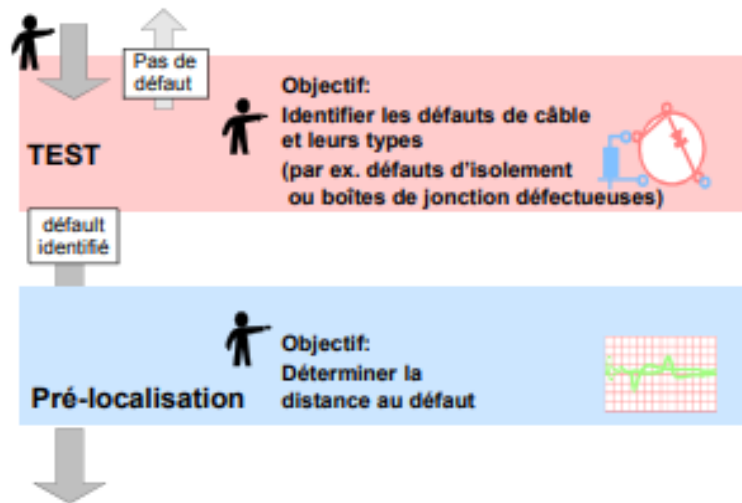 Pas de
défaut
Objectif:
Identifier les défauts de câble
et leurs types
(par ex. défauts d'isolement
ou boîtes de jonction défectueuses)
TEST
défault
identifié
Objectif:
Déterminer la
distance au défaut
Pré-localisation